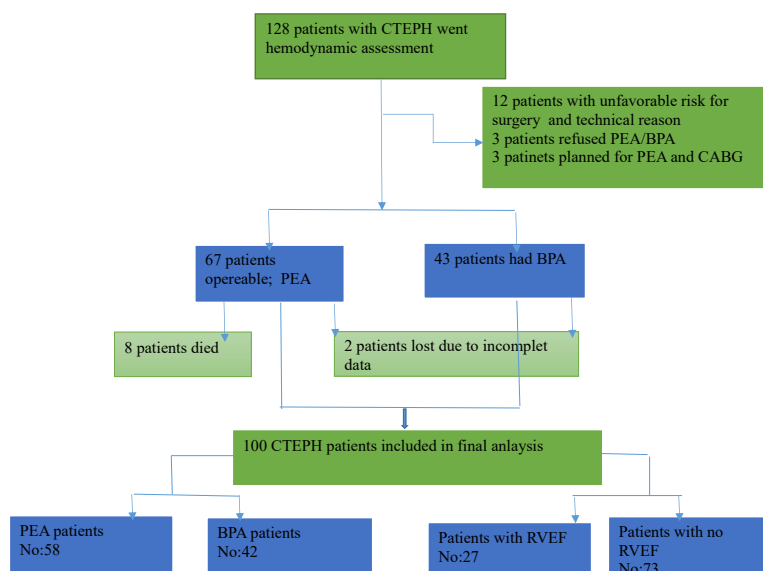 128 patients with CTEPH went
hemodynamic assessment
12 patients with unfavorable risk for
surgery and technical reason
3 patients refused PEA/BPA
3 patinets planned for PEA and CABG
67 patients
opereable; PEA
43 patients had BPA
8 patients died
2 patients lost due to incomplet
data
100 CTEPH patients included in final anlaysis
PEA patients
No:58
BPA patients
No:42
Patients with RVEF
No:27
Patients with no
RVEF
No:73